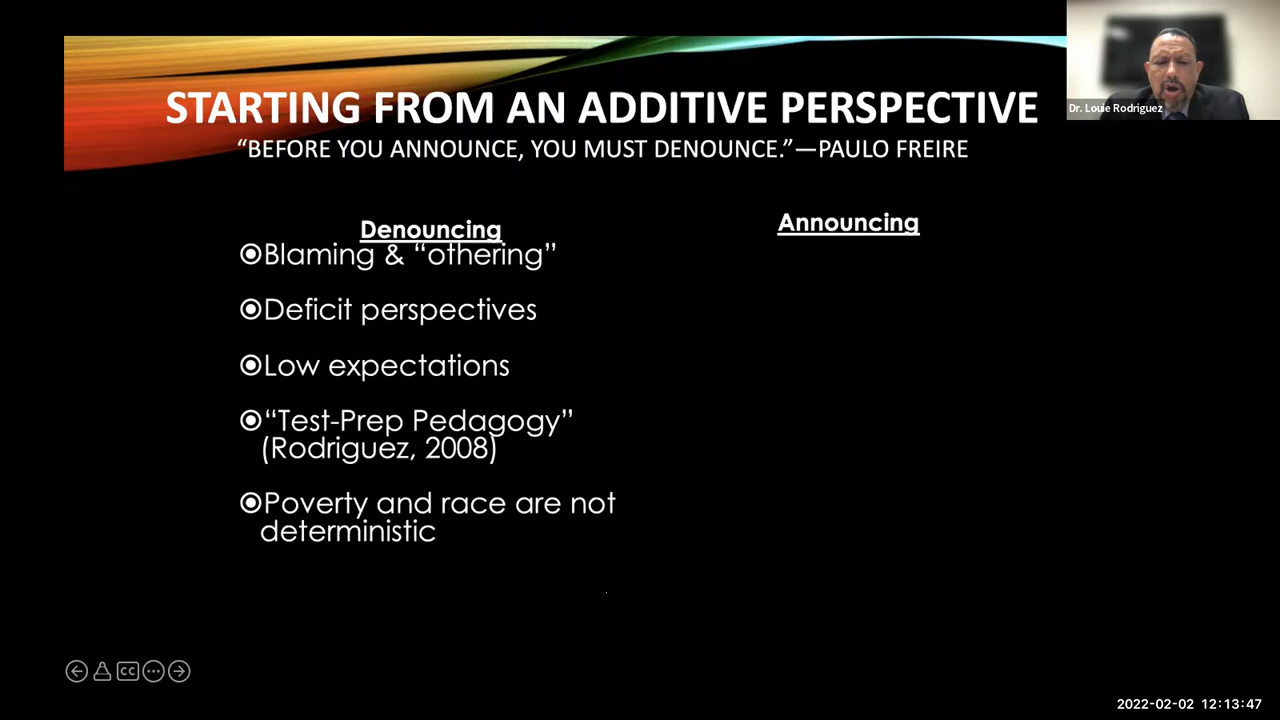 STARTING FROM AN ADDITIVE PERSPECTIVE
“BEFORE YOU ANNOUNCE, YOU MUST DENOUNCE.”—PAULO FREIRE
Dr. Louie Rodriguez
Denouncing
Blaming & “othering”
Deficit perspectives
Low expectations
“Test-Prep Pedagogy”
(Rodriguez, 2008)
Poverty and race are not
deterministic
Announcing
CC
2022-02-02 12:13:47